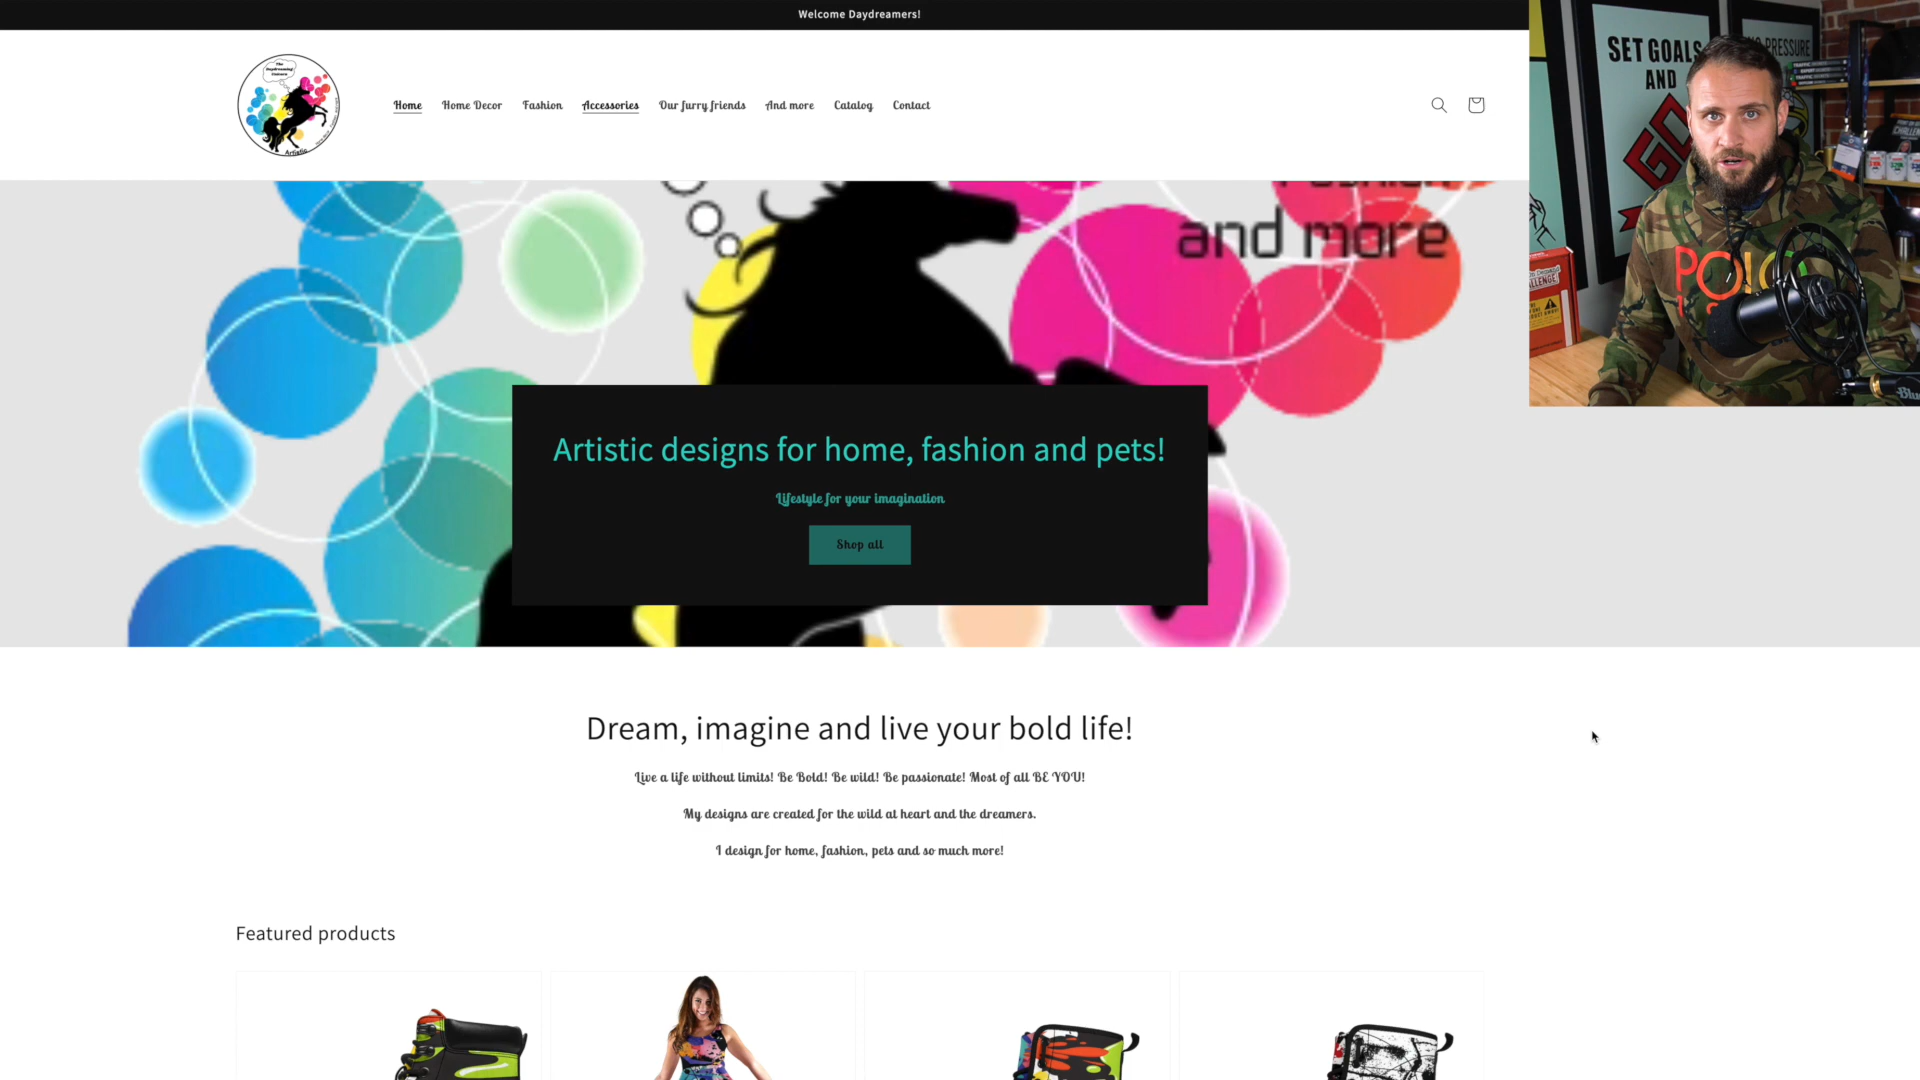 Welcome Daydreamers!
The
Daydreaming
Unicorn
Artistic
Home Home Decor Fashion Accessories Our furry friends And more Catalog Contact
and more
Artistic designs for home, fashion and pets!
Lifestyle for your imagination
Shop all
Dream, imagine and live your bold life!
Live a life without limits! Be Bold! Be wild! Be passionate! Most of all BE YOU!
My designs are created for the wild at heart and the dreamers.
I design for home, fashion, pets and so much more!
Featured products
SET GOALS
AND
PRESSURE